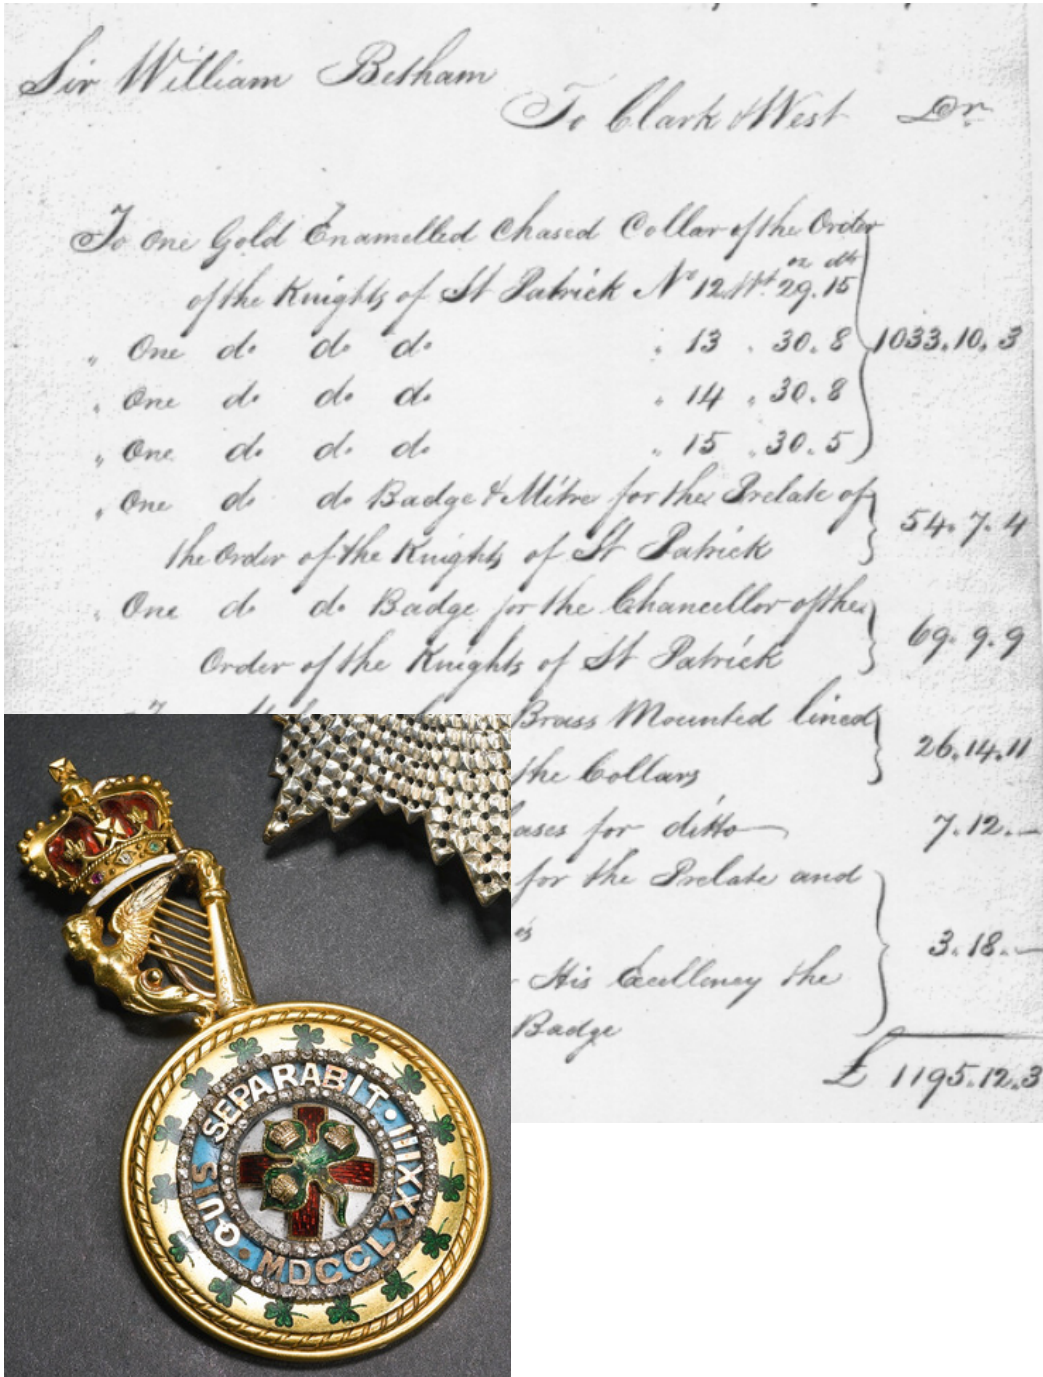 Sir William Betham
To Clark & West Dr.
To One Gold Enamelled Chased Collar of the Order
of the Knights of St Patrick No 12 Wt. 29 oz. 15 dts
" One do. do. do. " 13 " 30. 8 1033. 10. 3
" One do. do. do. " 14 " 30. 8
" One do. do. do. " 15 " 30. 5
" One do. do. Badge & Mitre for the Prelate of
the Order of the Knights of St Patrick 54. 7. 4
" One do. do. Badge for the Chancellor of the
Order of the Knights of St Patrick 69. 9. 9
Brass Mounted lined
the Collars 26. 14. 11
ases for ditto 7. 12. —
for the Prelate and
es 3. 18. —
His Excellency the
Badge
£ 1195. 12. 3
QUIS SEPARABIT · MDCCLXXXIII ·